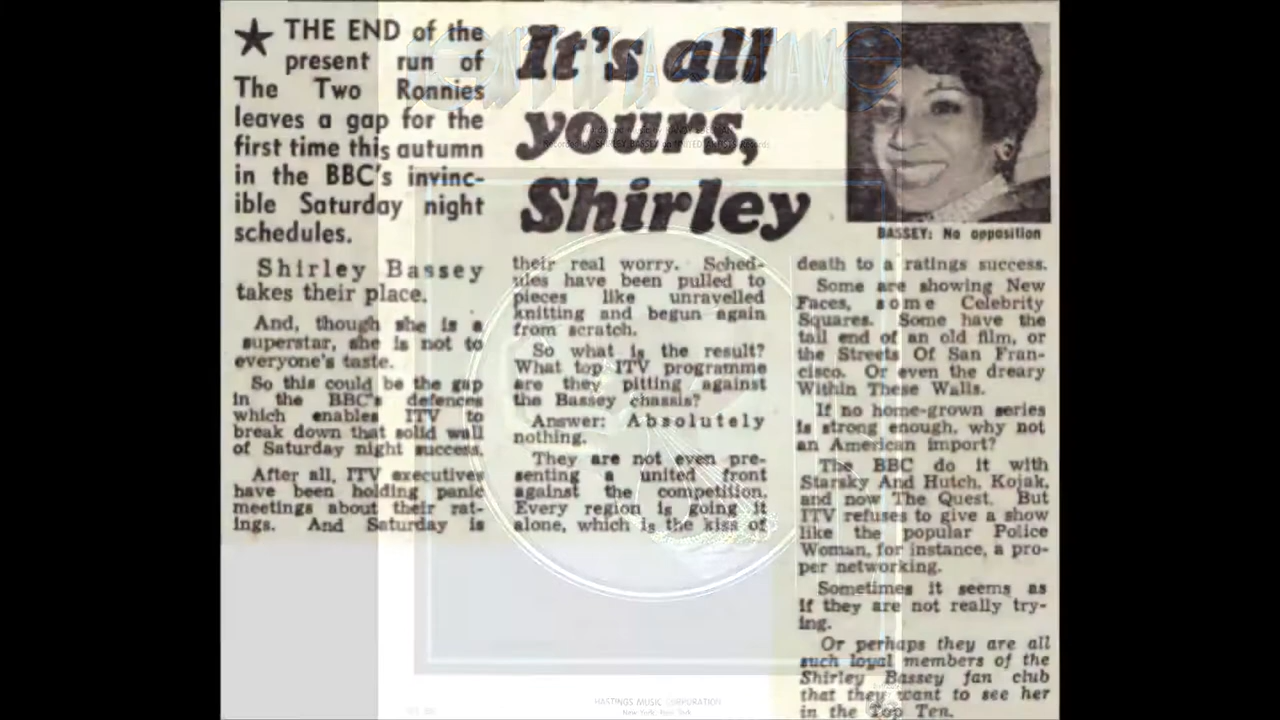 ★ THE END of the
present run of
The Two Ronnies
leaves a gap for the
first time this autumn
in the BBC's invinc-
ible Saturday night
schedules.
Shirley Bassey
takes their place.
And, though she is a
superstar, she is not to
everyone's taste.
So this could be the gap
in the BBC's defences
which enables ITV to
break down that solid wall
of Saturday night success.
After all, ITV executives
have been holding panic
meetings about their rat-
ings. And Saturday is
It's all
yours,
Shirley
their real worry. Sched-
ules have been pulled to
pieces like unravelled
knitting and begun again
from scratch.
So what is the result?
What top ITV programme
are they pitting against
the Bassey chassis?
Answer: Absolutely
nothing.
They are not even pre-
senting a united front
against the competition.
Every region is going it
alone, which is the kiss of
BASSEY: No opposition
death to a ratings success.
Some are showing New
Faces, some Celebrity
Squares. Some have the
tail end of an old film, or
the Streets Of San Fran-
cisco. Or even the dreary
Within These Walls.
If no home-grown series
is strong enough, why not
an American import?
The BBC do it with
Starsky And Hutch, Kojak,
and now The Quest. But
ITV refuses to give a show
like the popular Police
Woman, for instance, a pro-
per networking.
Sometimes it seems as
if they are not really try-
ing.
Or perhaps they are all
such loyal members of the
Shirley Bassey fan club
that they want to see her
in the Top Ten.
HASTINGS MUSIC CORPORATION
New York, New York